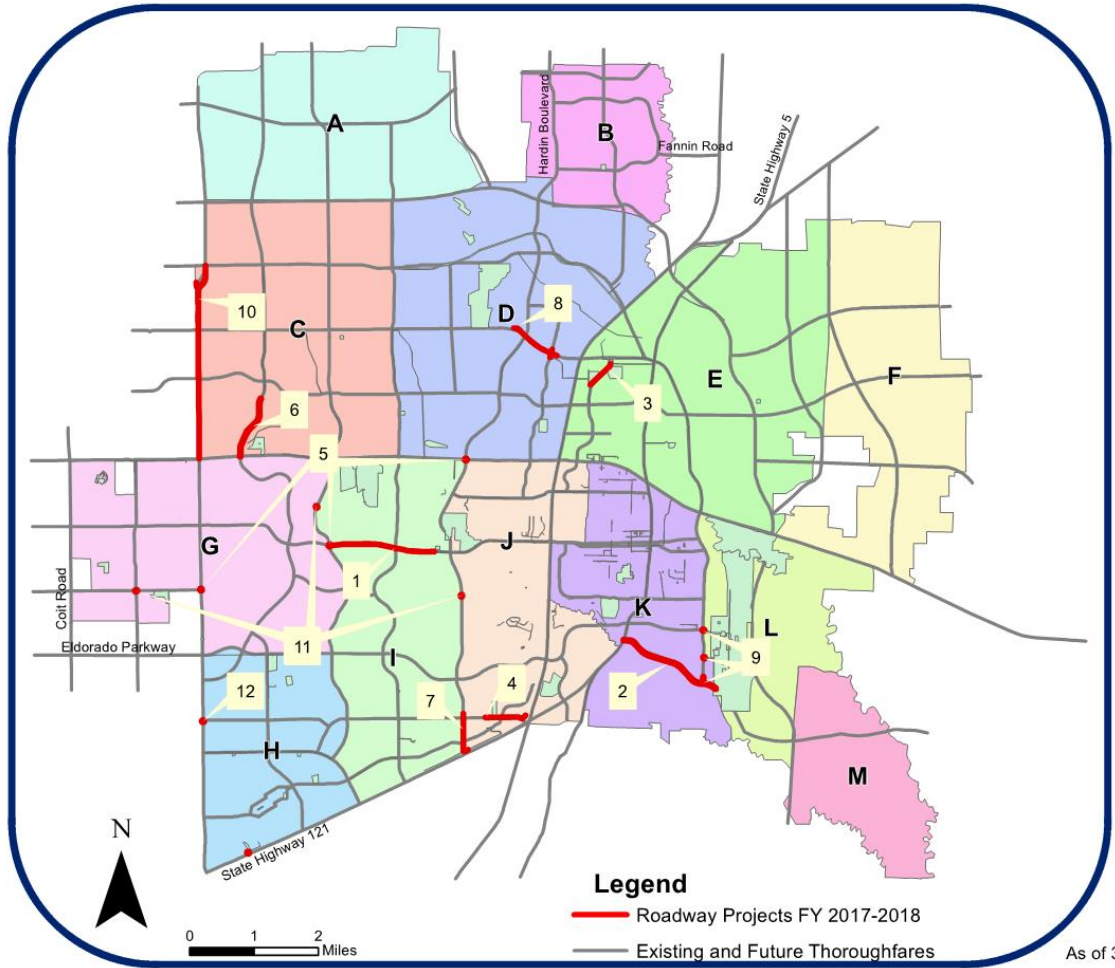 Hardin Boulevard
A
B
Fannin Road
State Highway 5
10
C
D
8
E
F
6
3
5
G
J
1
Coit Road
K
L
Eldorado Parkway
11
I
9
2
12
7
4
H
M
State Highway 121
N
0 1 2
Miles
Legend
Roadway Projects FY 2017-2018
Existing and Future Thoroughfares
As of